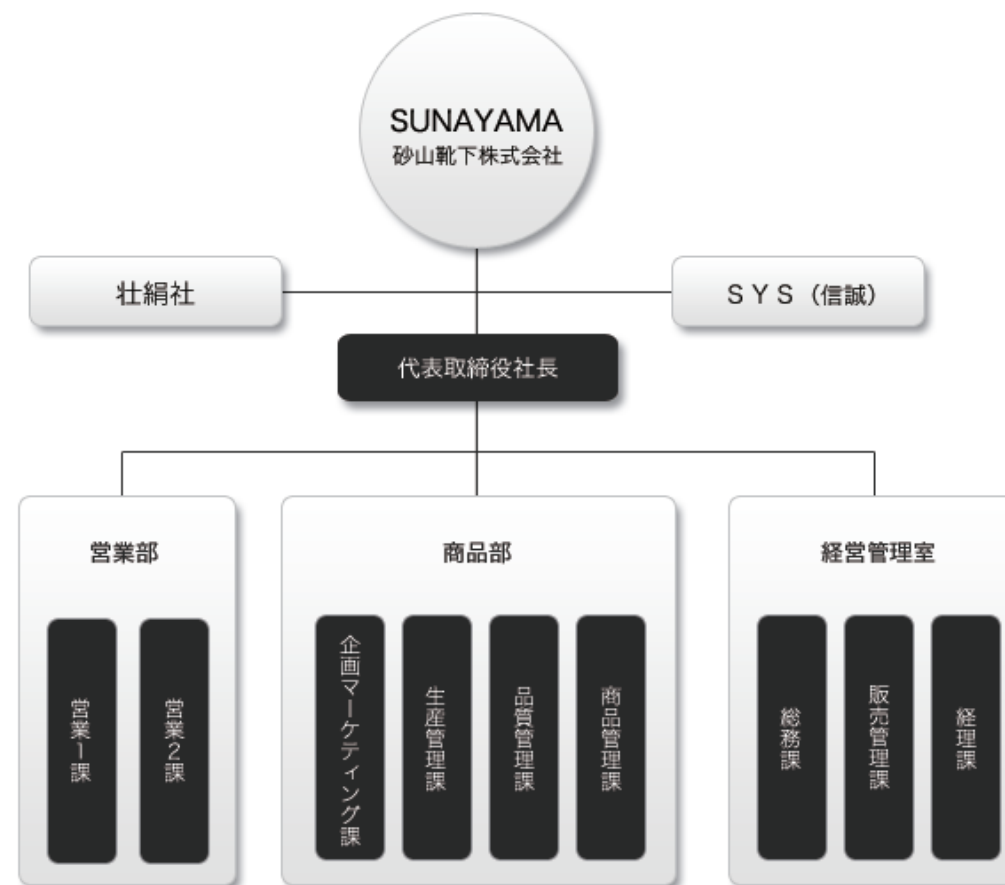 SUNAYAMA
砂山靴下株式会社
壮絹社
ＳＹＳ（信誠）
代表取締役社長
営業部
商品部
経営管理室
営業1課
営業2課
企画マーケティング課
生産管理課
品質管理課
商品管理課
総務課
販売管理課
経理課